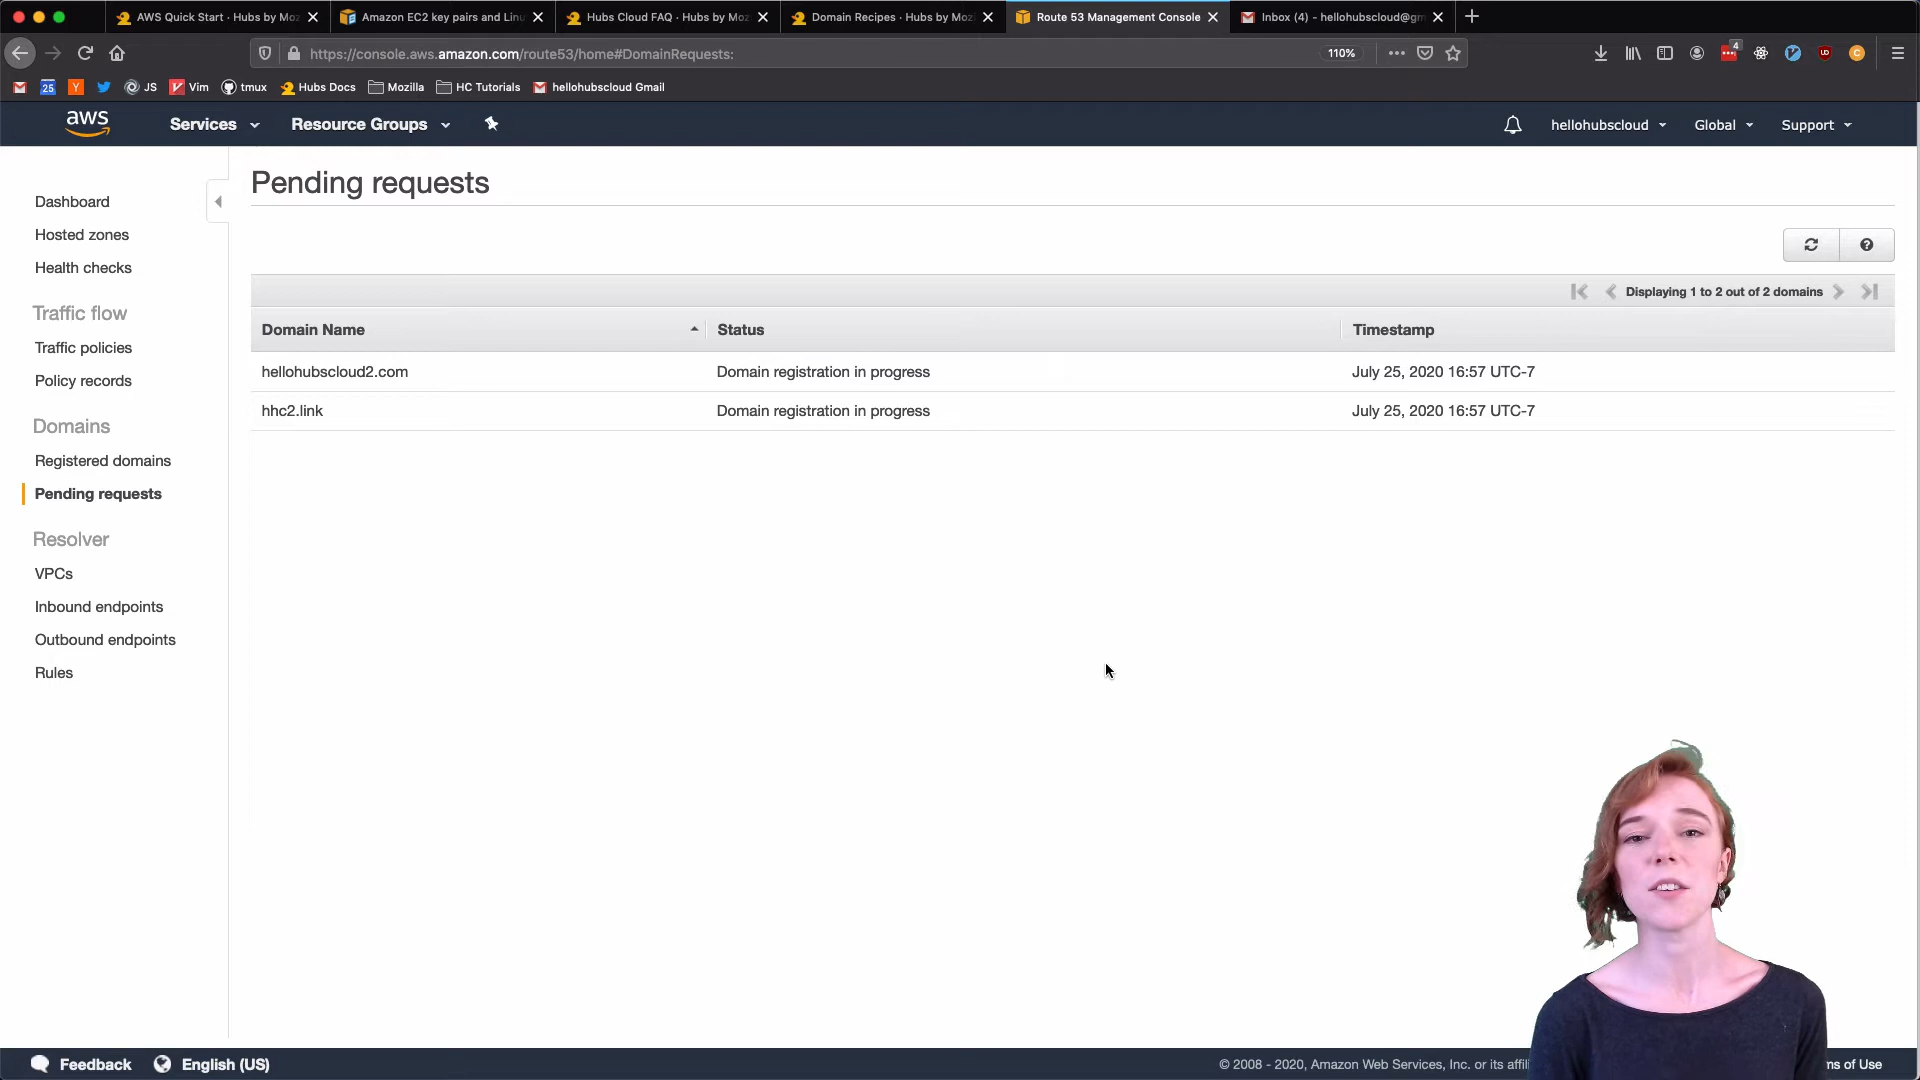 AWS Quick Start · Hubs by Moz
Amazon EC2 key pairs and Linu
Hubs Cloud FAQ · Hubs by Moz
Domain Recipes · Hubs by Mozi
Route 53 Management Console
Inbox (4) - hellohubscloud@gm
https://console.aws.amazon.com/route53/home#DomainRequests:
110%
4
25
Y
JS
Vim
tmux
Hubs Docs
Mozilla
HC Tutorials
hellohubscloud Gmail
aws
Services
Resource Groups
hellohubscloud
Global
Support
Dashboard
Hosted zones
Health checks
Traffic flow
Traffic policies
Policy records
Domains
Registered domains
Pending requests
Resolver
VPCs
Inbound endpoints
Outbound endpoints
Rules
Pending requests
Displaying 1 to 2 out of 2 domains
Domain Name Status Timestamp
hellohubscloud2.com Domain registration in progress July 25, 2020 16:57 UTC-7
hhc2.link Domain registration in progress July 25, 2020 16:57 UTC-7
Feedback
English (US)
© 2008 - 2020, Amazon Web Services, Inc. or its affili
ms of Use